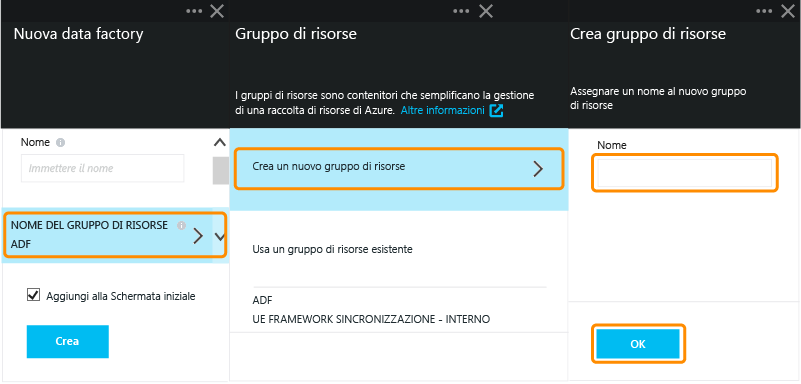 Nuova data factory
Nome
Immettere il nome
NOME DEL GRUPPO DI RISORSE
ADF
Aggiungi alla Schermata iniziale
Crea
Gruppo di risorse
I gruppi di risorse sono contenitori che semplificano la gestione
di una raccolta di risorse di Azure. Altre informazioni
Crea un nuovo gruppo di risorse
Usa un gruppo di risorse esistente
ADF
UE FRAMEWORK SINCRONIZZAZIONE - INTERNO
Crea gruppo di risorse
Assegnare un nome al nuovo gruppo
di risorse
Nome
OK